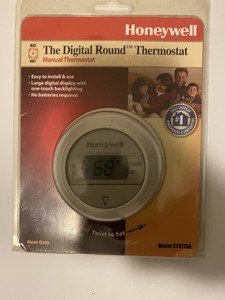 Honeywell
The Digital Round™ Thermostat
Manual Thermostat
• Easy to install & use
• Large digital display with
one-touch backlighting
• No batteries required
#1
Honeywell
68°
Twist to Set
Heat Only
Model CT8775A